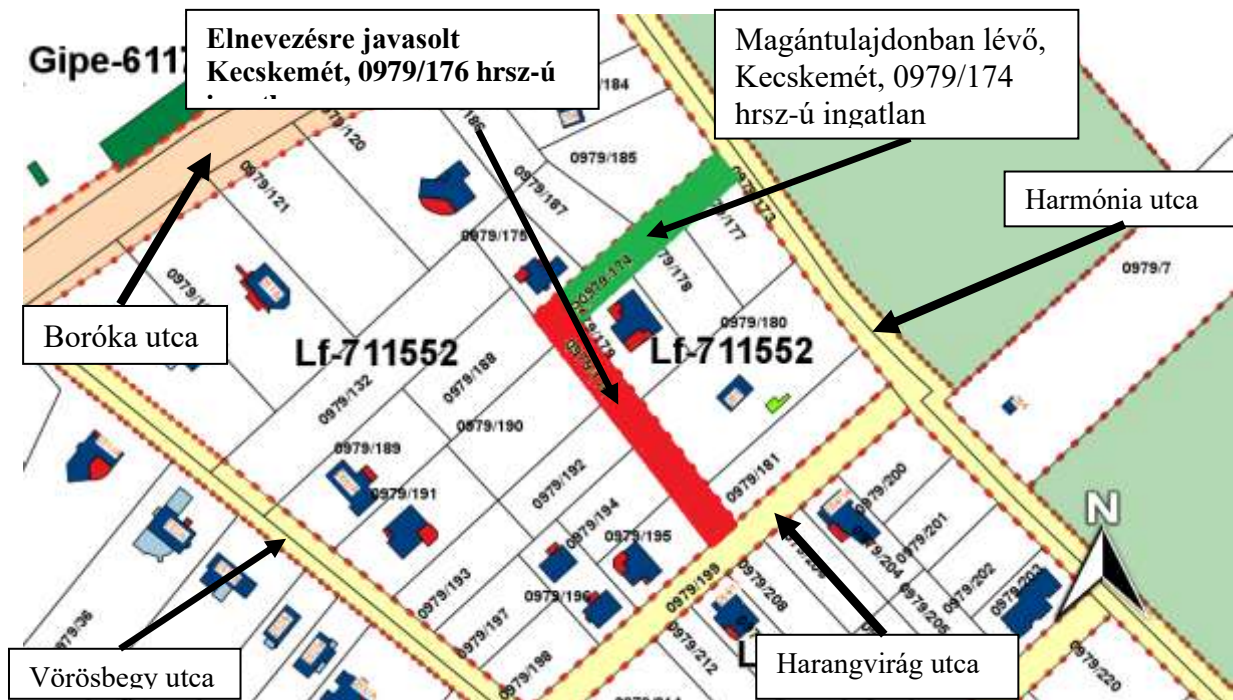 Elnevezésre javasolt
Kecskemét, 0979/176 hrsz-ú
Magántulajdonban lévő,
Kecskemét, 0979/174
hrsz-ú ingatlan
Gipe-6117
Harmónia utca
Boróka utca
Vörösbegy utca
Harangvirág utca
Lf-711552
Lf-711552
N
0979/120
0979/121
/184
0979/185
186
0979/187
0979/175
0979/173
/177
0979/174
0979/178
0979/179
0979/180
0979/7
0979/132
0979/188
0979/190
0979/189
0979/191
0979/192
0979/194
0979/195
0979/181
0979/193
0979/196
0979/197
0979/198
0979/199
0979/200
0979/201
0979/202
0979/203
0979/204
0979/205
0979/208
0979/212
0979/220
0979/36